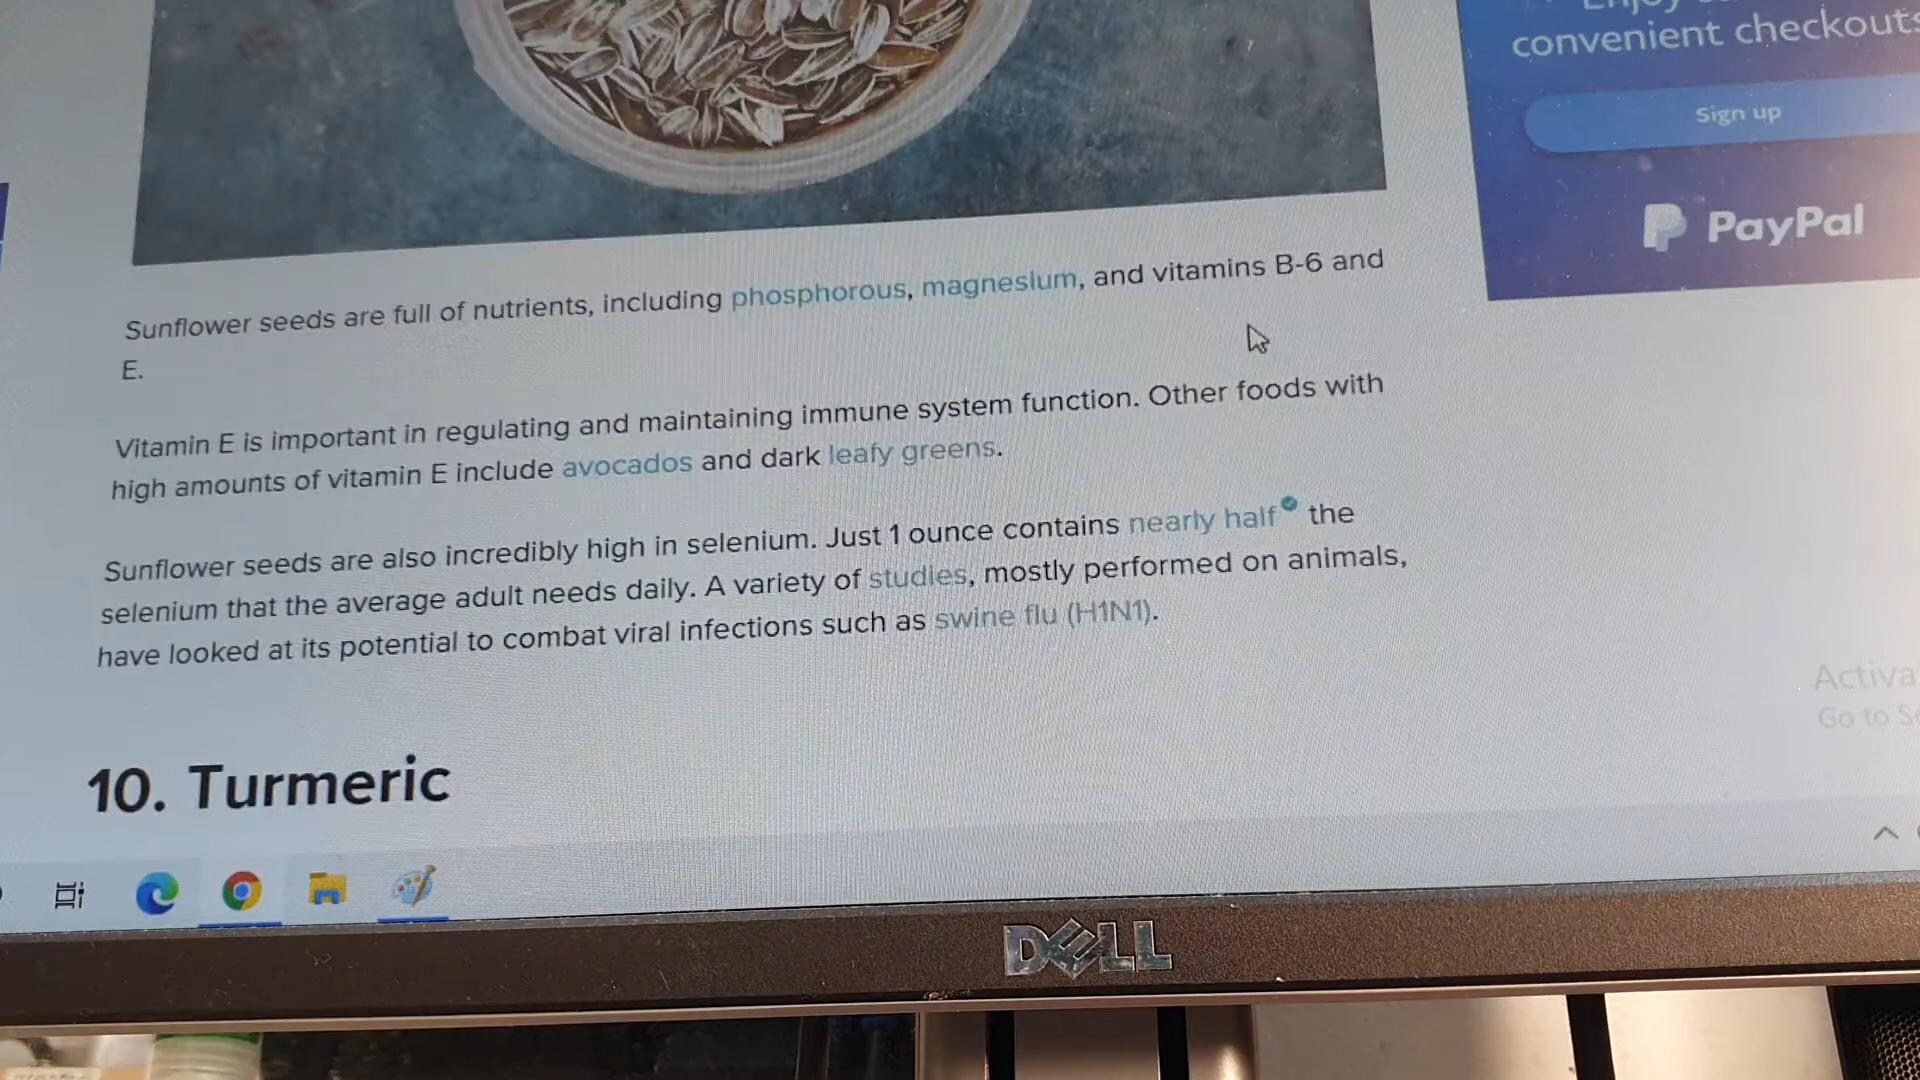 convenient checkouts
Sign up
PayPal
Sunflower seeds are full of nutrients, including phosphorous, magnesium, and vitamins B-6 and
E.
Vitamin E is important in regulating and maintaining immune system function. Other foods with
high amounts of vitamin E include avocados and dark leafy greens.
Sunflower seeds are also incredibly high in selenium. Just 1 ounce contains nearly half the
selenium that the average adult needs daily. A variety of studies, mostly performed on animals,
have looked at its potential to combat viral infections such as swine flu (H1N1).
Go to
10. Turmeric
DELL